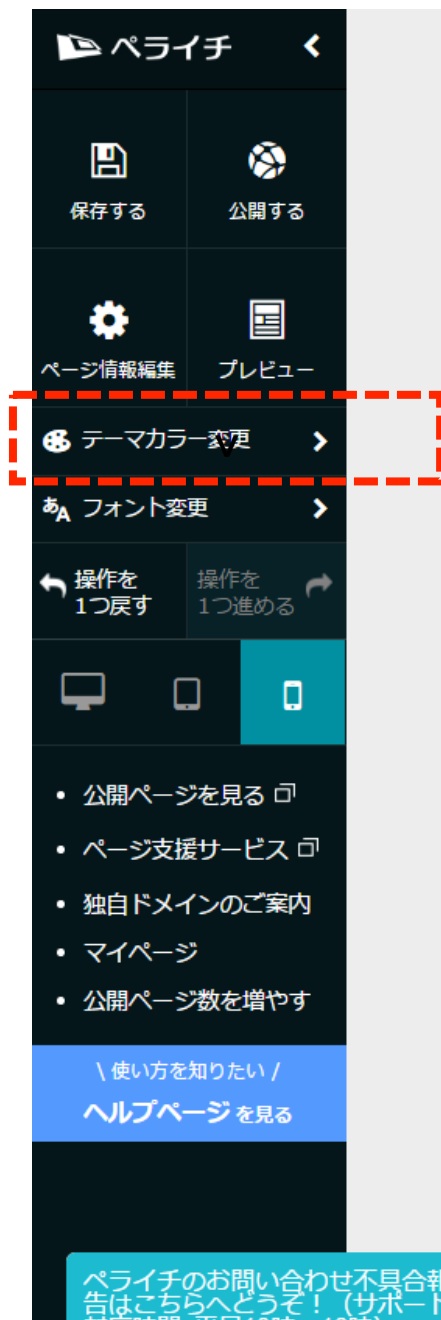 ペライチ
保存する
公開する
ページ情報編集
プレビュー
テーマカラー変更
A
あA フォント変更
操作を
1つ戻す
操作を
1つ進める
公開ページを見る
ページ支援サービス
独自ドメインのご案内
マイページ
公開ページ数を増やす
\ 使い方を知りたい /
ヘルプページ を見る
ペライチのお問い合わせ不具合報
告はこちらへどうぞ！（サポート